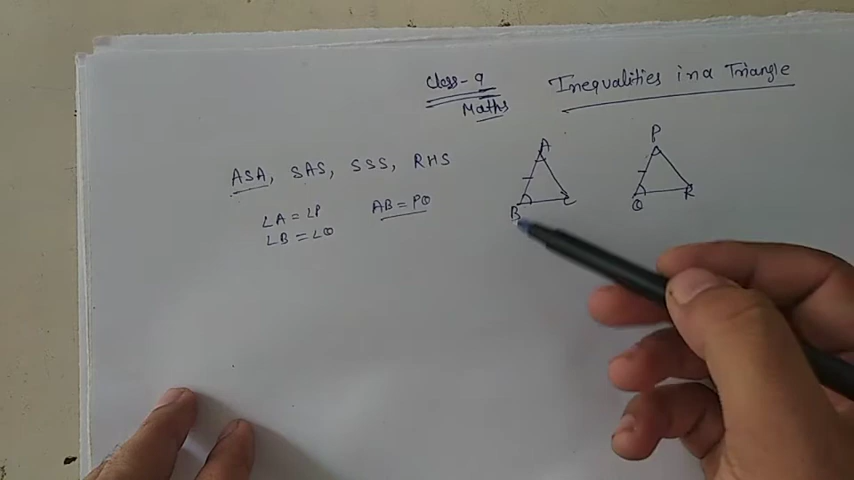 Class-9
Maths
Inequalities in a Triangle
ASA, SAS, SSS, RHS
∠A = ∠P
∠B = ∠Q
AB = PQ
A
B
C
P
Q
R